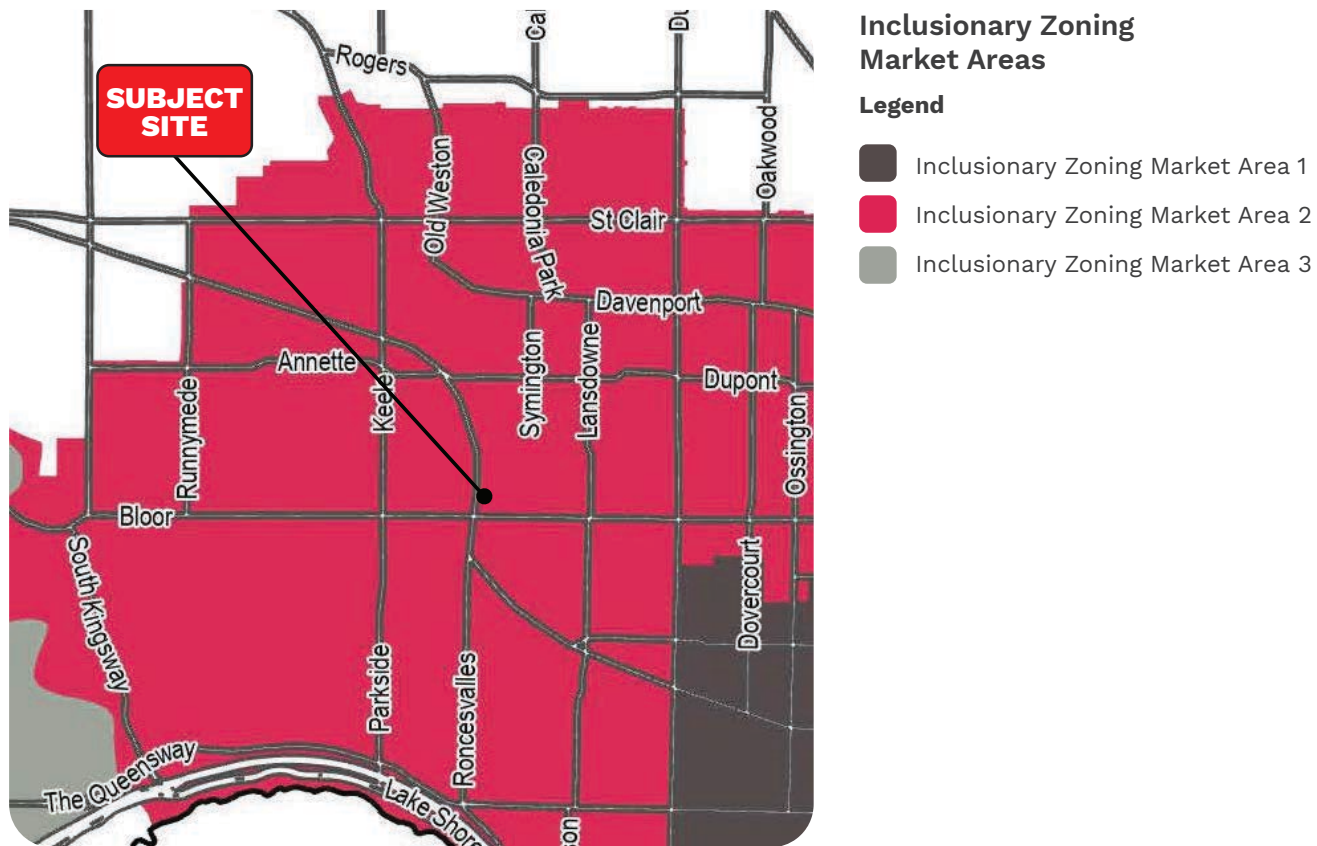 SUBJECT
SITE
Inclusionary Zoning
Market Areas
Legend
Inclusionary Zoning Market Area 1
Inclusionary Zoning Market Area 2
Inclusionary Zoning Market Area 3
Rogers
Oakwood
Old Weston
Caledonia Park
St Clair
Davenport
Annette
Keele
Symington
Lansdowne
Dupont
Runnymede
Ossington
Bloor
South Kingsway
Dovercourt
Parkside
Roncesvalles
The Queensway
Lake Shore